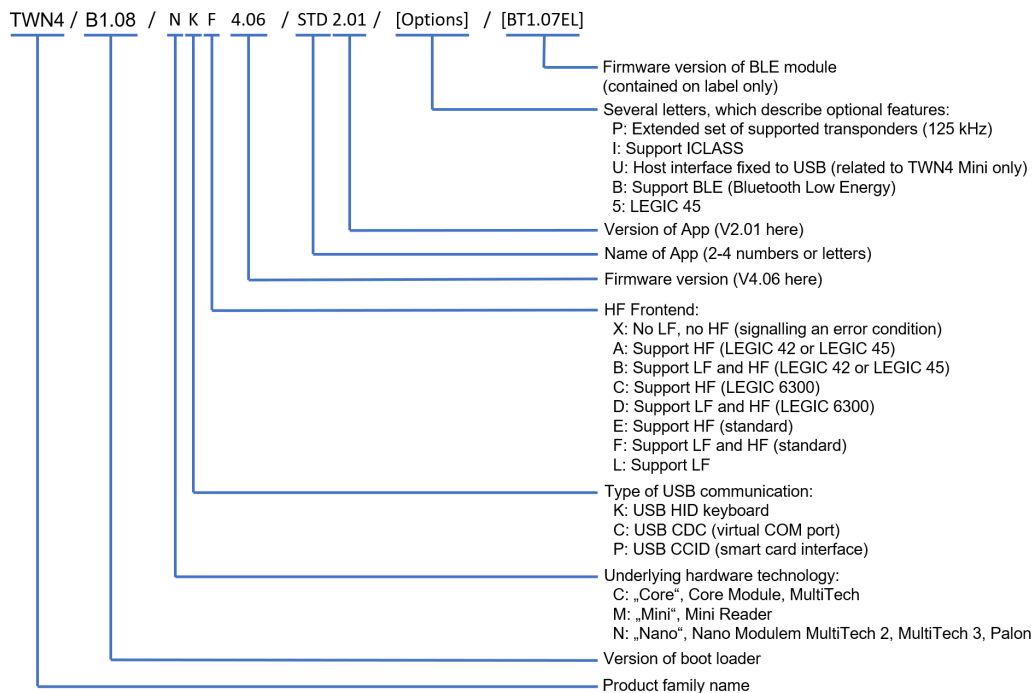 TWN4 / B1.08 / N K F 4.06 / STD 2.01 / [Options] / [BT1.07EL]
Firmware version of BLE module
(contained on label only)
Several letters, which describe optional features:
P: Extended set of supported transponders (125 kHz)
I: Support ICLASS
U: Host interface fixed to USB (related to TWN4 Mini only)
B: Support BLE (Bluetooth Low Energy)
5: LEGIC 45
Version of App (V2.01 here)
Name of App (2-4 numbers or letters)
Firmware version (V4.06 here)
HF Frontend:
X: No LF, no HF (signalling an error condition)
A: Support HF (LEGIC 42 or LEGIC 45)
B: Support LF and HF (LEGIC 42 or LEGIC 45)
C: Support HF (LEGIC 6300)
D: Support LF and HF (LEGIC 6300)
E: Support HF (standard)
F: Support LF and HF (standard)
L: Support LF
Type of USB communication:
K: USB HID keyboard
C: USB CDC (virtual COM port)
P: USB CCID (smart card interface)
Underlying hardware technology:
C: „Core“, Core Module, MultiTech
M: „Mini“, Mini Reader
N: „Nano“, Nano Modulem MultiTech 2, MultiTech 3, Palon
Version of boot loader
Product family name